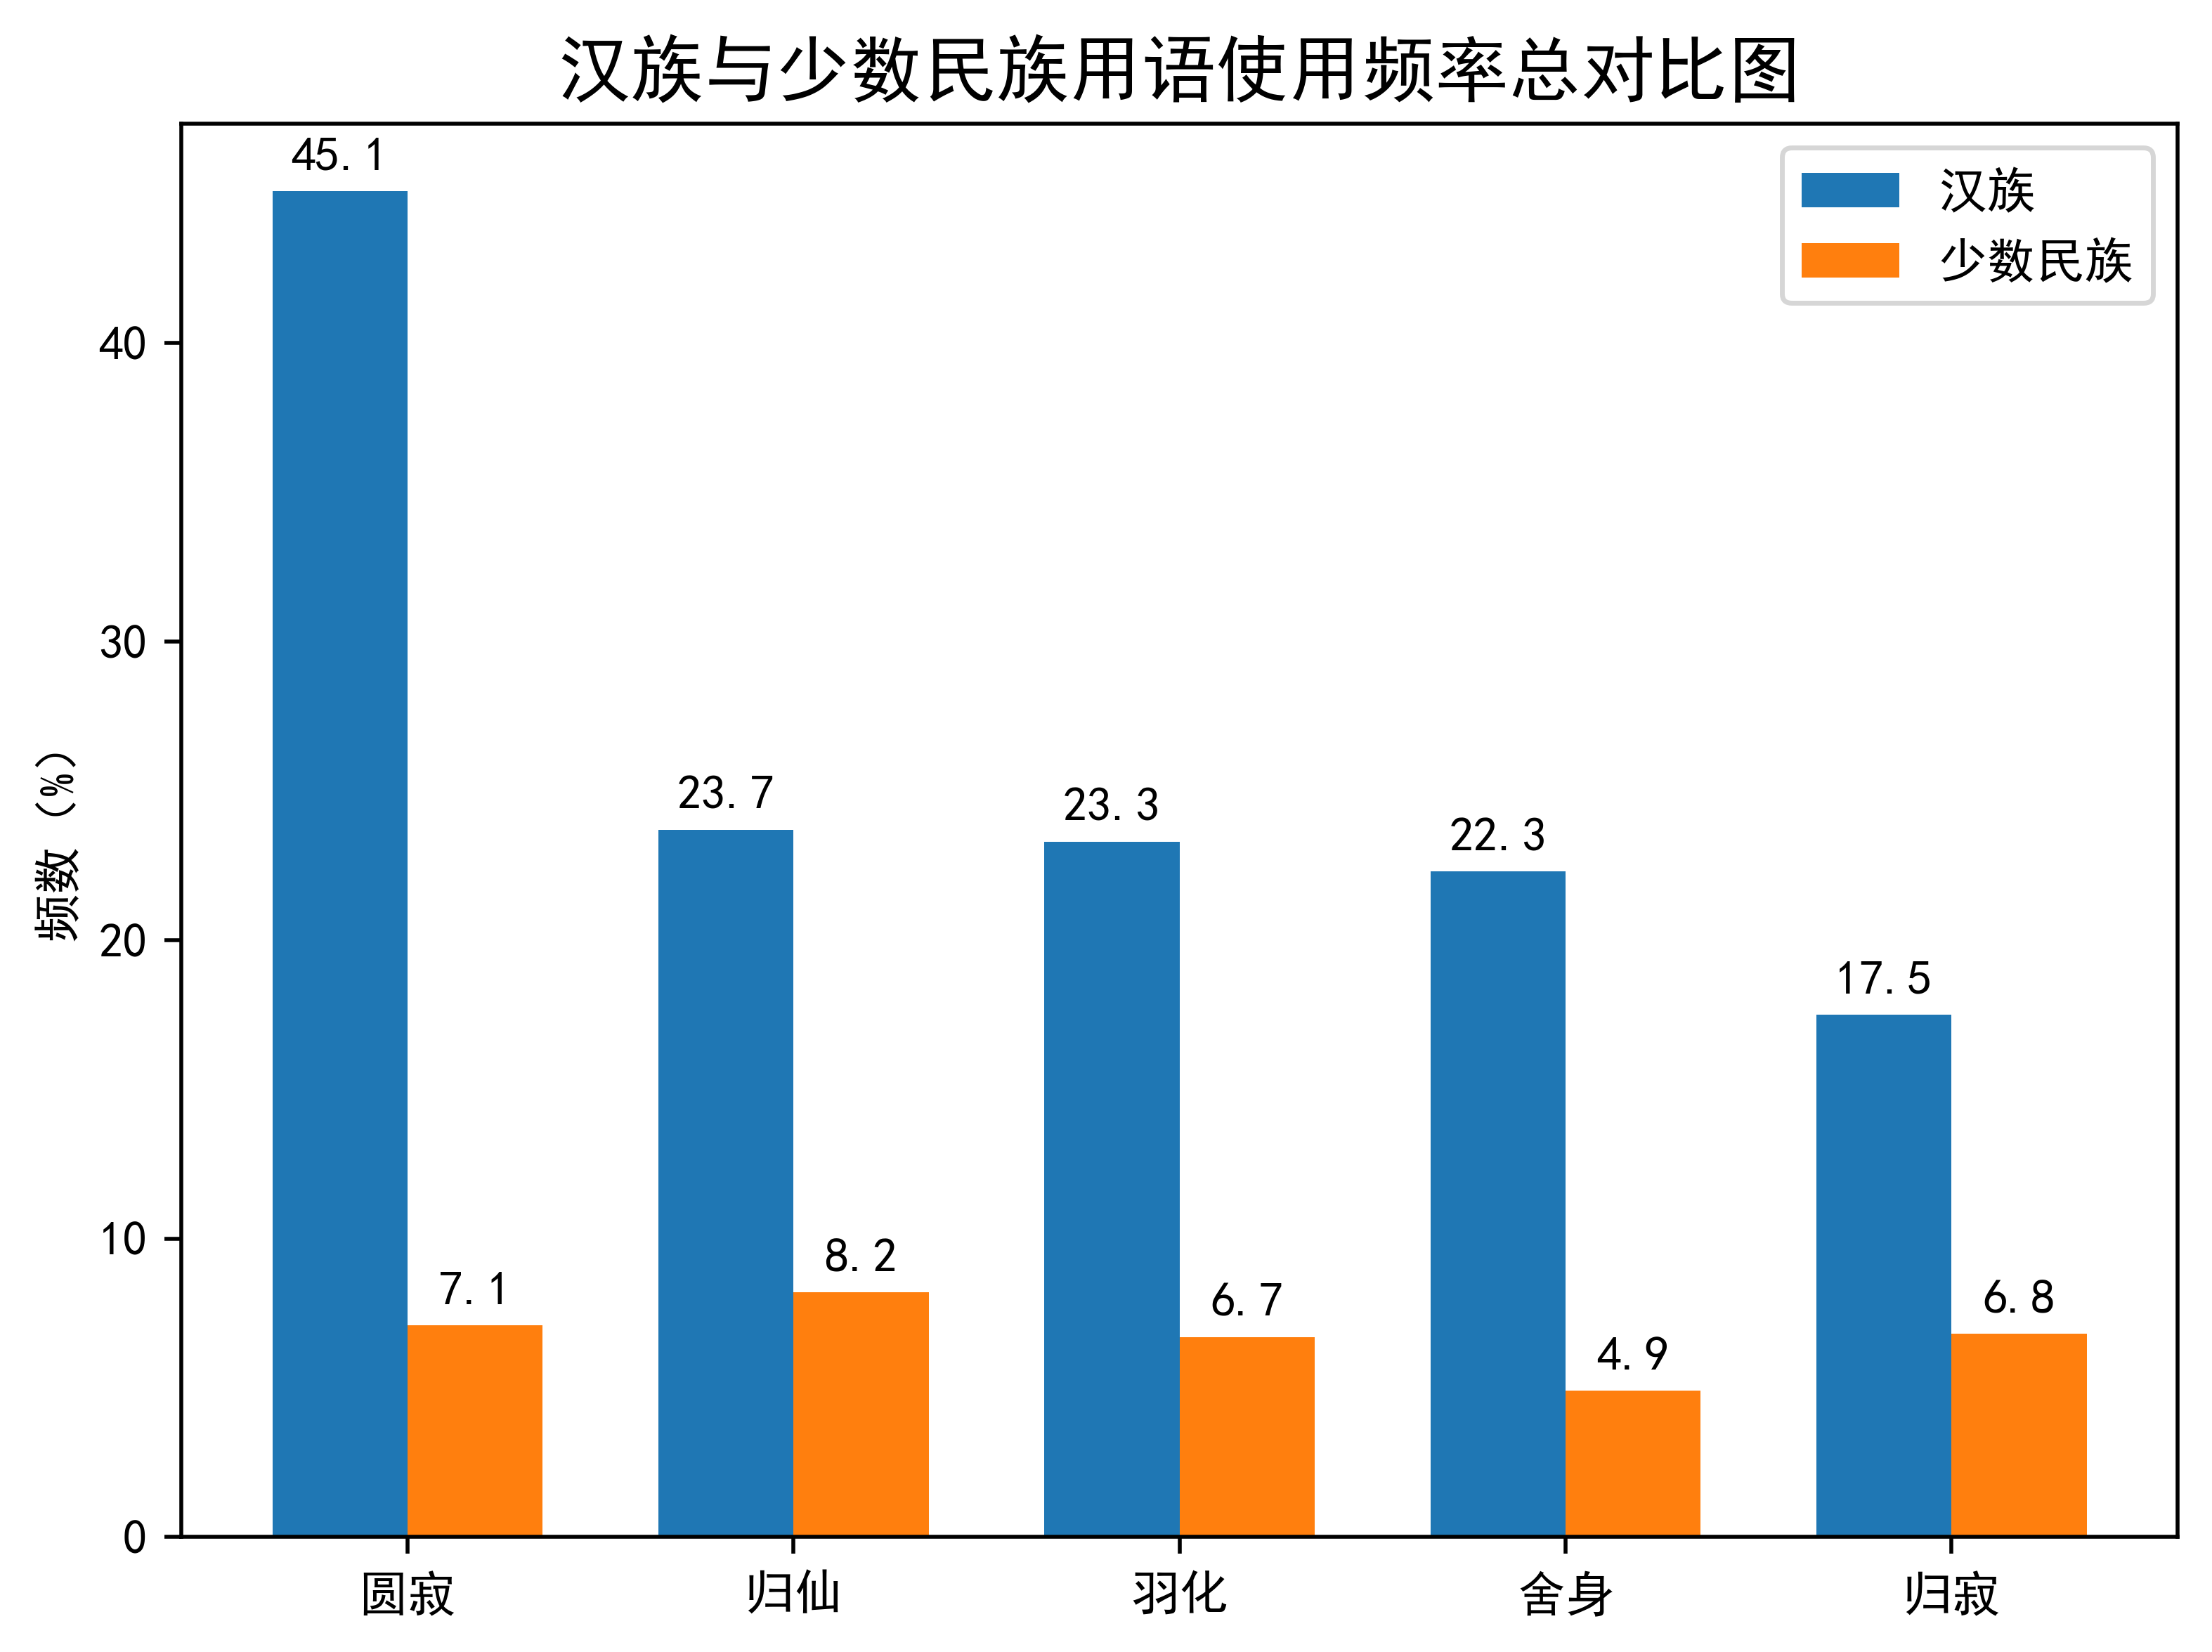 汉族与少数民族用语使用频率总对比图
汉族
少数民族
频数 (%)
40
30
20
10
0
45.1
7.1
23.7
8.2
23.3
6.7
22.3
4.9
17.5
6.8
圆寂
归仙
羽化
舍身
归寂